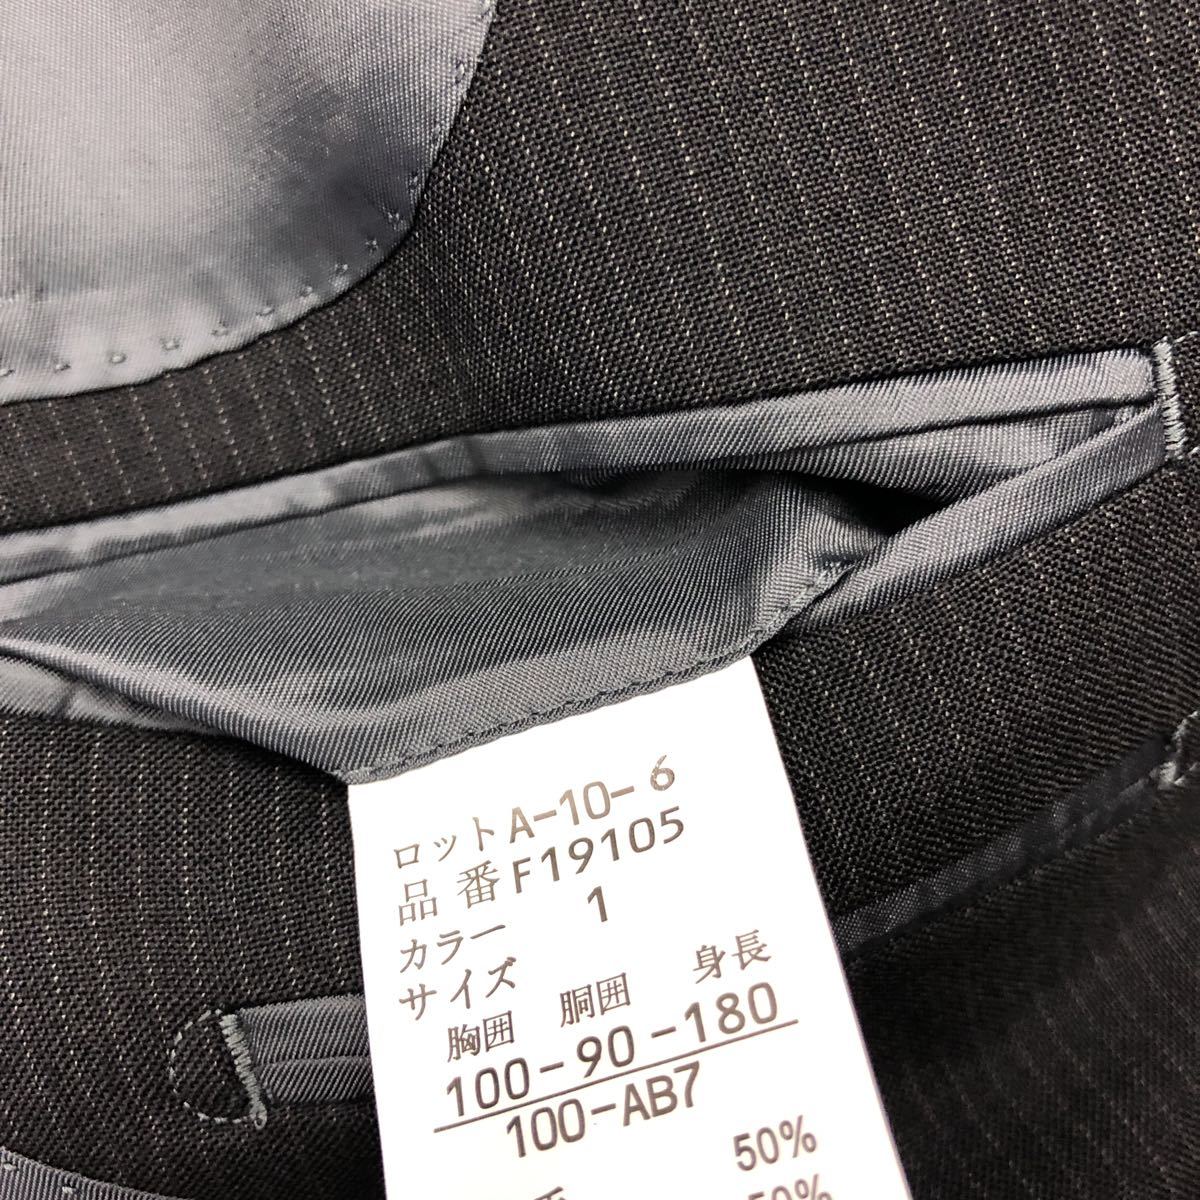 ロットA-10-6
品番F19105
カラー 1
サイズ
胸囲 胴囲 身長
100-90-180
100-AB7
50%
50%